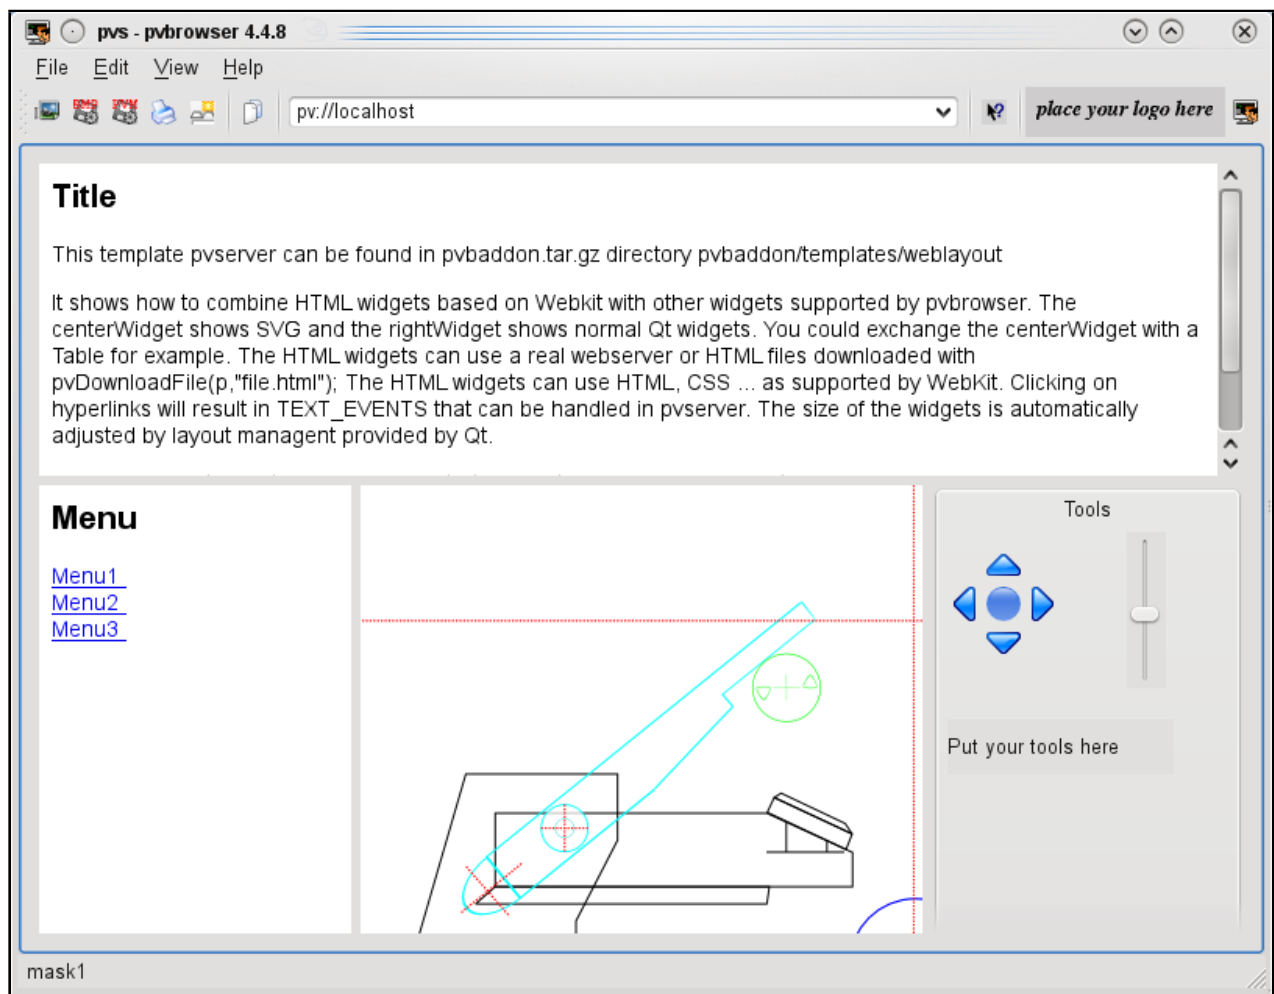 pvs - pvbrowser 4.4.8
File Edit View Help
pv://localhost
place your logo here
Title
This template pvserver can be found in pvbaddon.tar.gz directory pvbaddon/templates/weblayout
It shows how to combine HTML widgets based on Webkit with other widgets supported by pvbrowser. The
centerWidget shows SVG and the rightWidget shows normal Qt widgets. You could exchange the centerWidget with a
Table for example. The HTML widgets can use a real webserver or HTML files downloaded with
pvDownloadFile(p,"file.html"); The HTML widgets can use HTML, CSS ... as supported by WebKit. Clicking on
hyperlinks will result in TEXT_EVENTS that can be handled in pvserver. The size of the widgets is automatically
adjusted by layout managent provided by Qt.
Menu
Menu1
Menu2
Menu3
Tools
Put your tools here
mask1